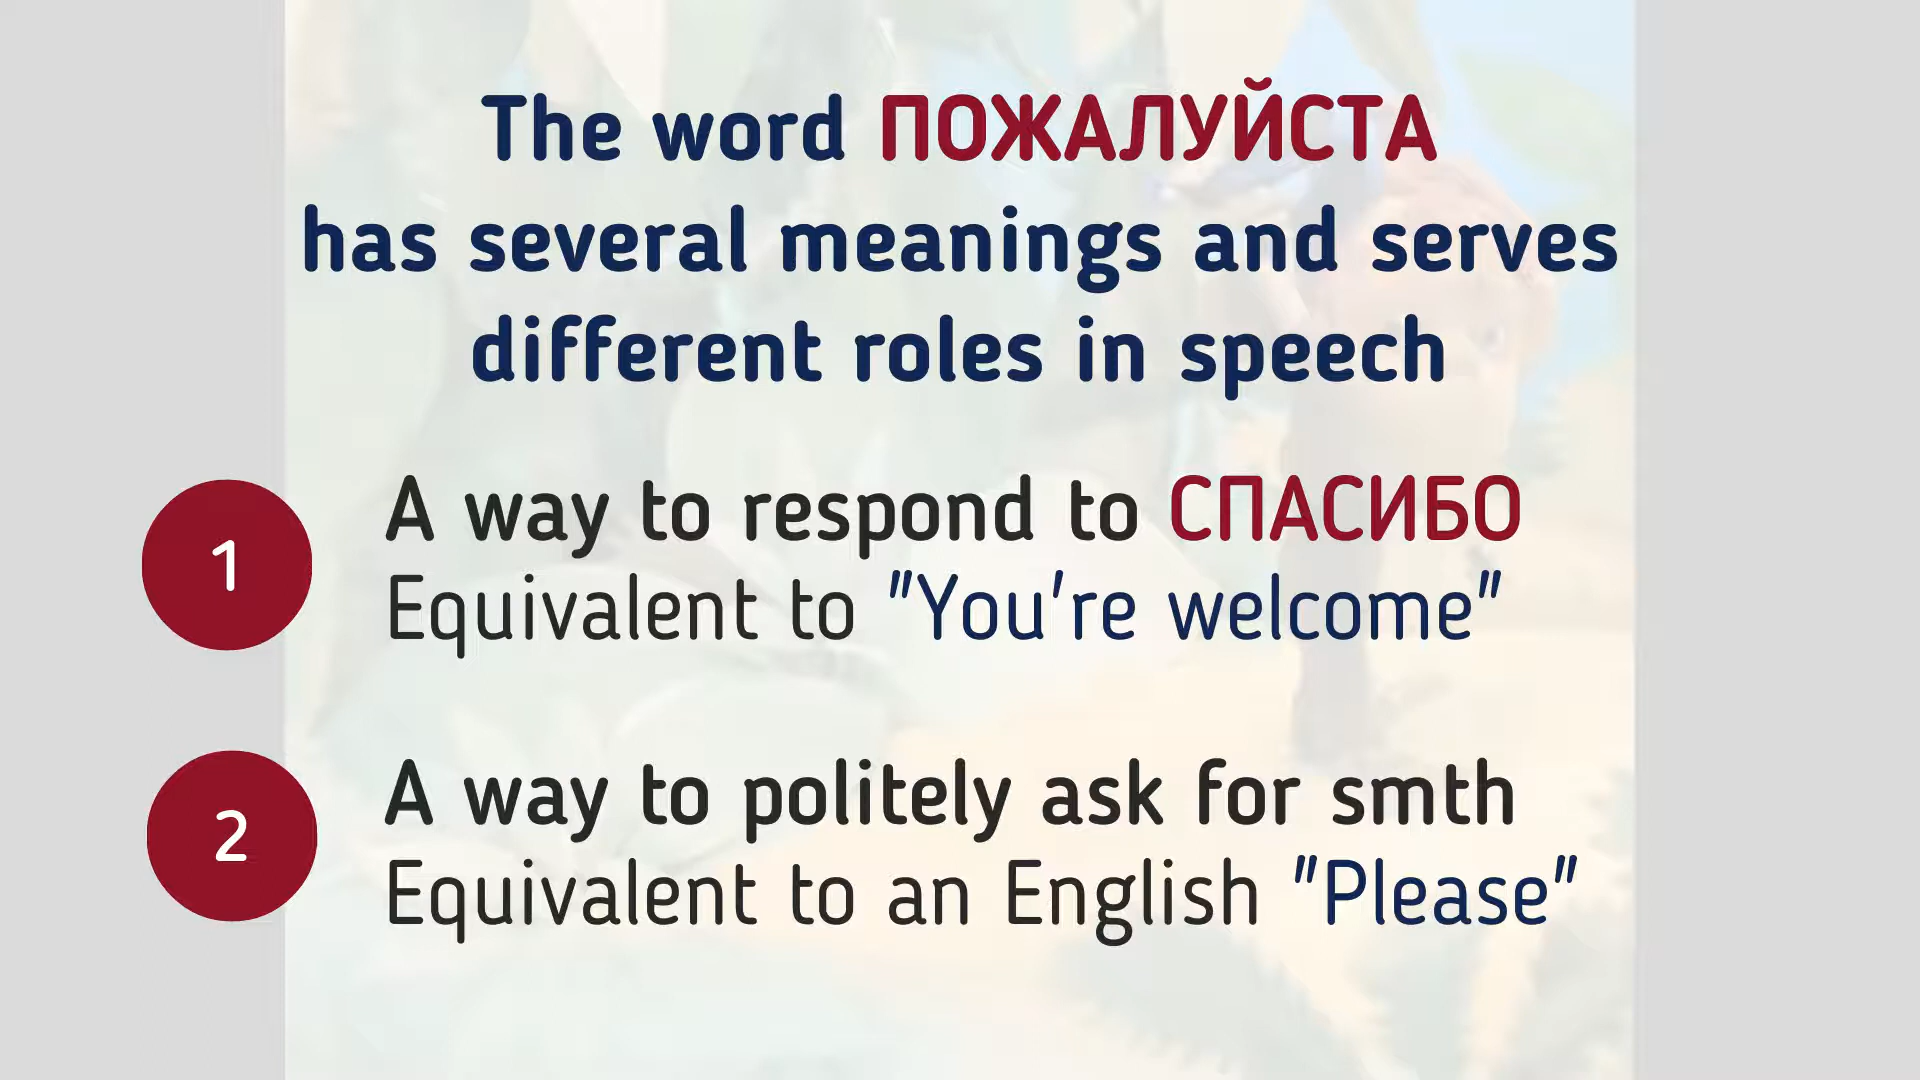 The word ПОЖАЛУЙСТА
has several meanings and serves
different roles in speech
1
A way to respond to СПАСИБО
Equivalent to "You're welcome"
2
A way to politely ask for smth
Equivalent to an English "Please"